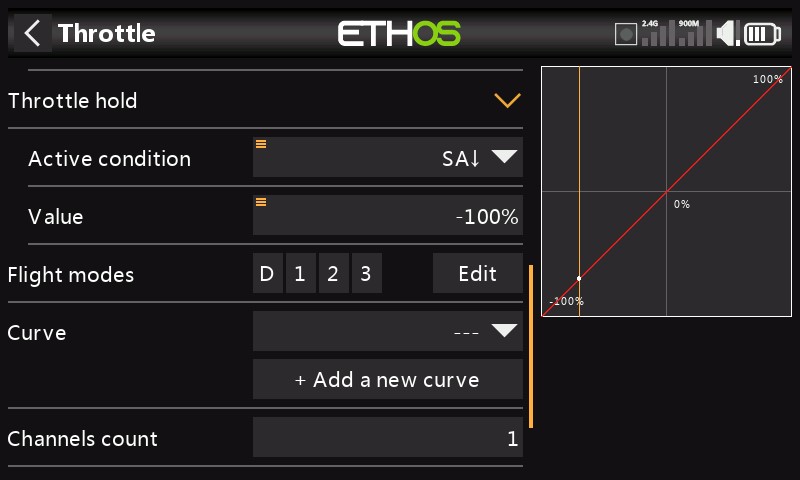 Throttle
ETHOS
2.4G
900M
Throttle hold
Active condition
SA↓
Value
-100%
Flight modes
D 1 2 3
Edit
Curve
---
+ Add a new curve
Channels count
1
100%
0%
-100%